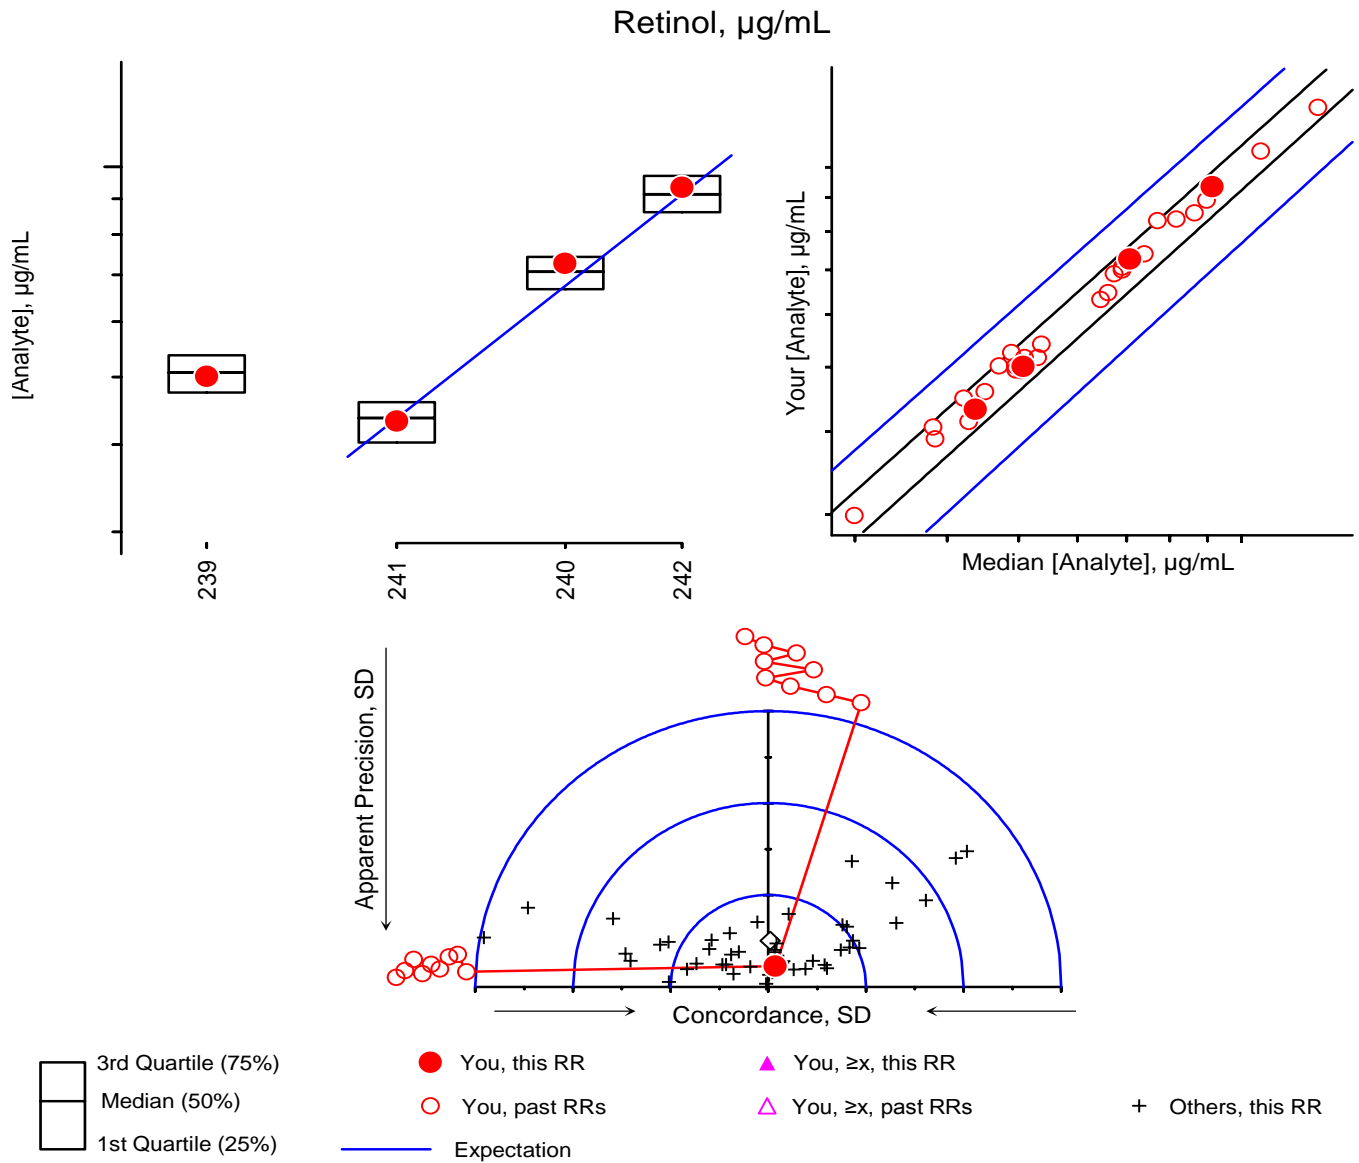 Retinol, µg/mL
[Analyte], µg/mL
239
241
240
242
Your [Analyte], µg/mL
Median [Analyte], µg/mL
Apparent Precision, SD
Concordance, SD
3rd Quartile (75%)
Median (50%)
1st Quartile (25%)
You, this RR
You, past RRs
Expectation
You, ≥x, this RR
You, ≥x, past RRs
Others, this RR